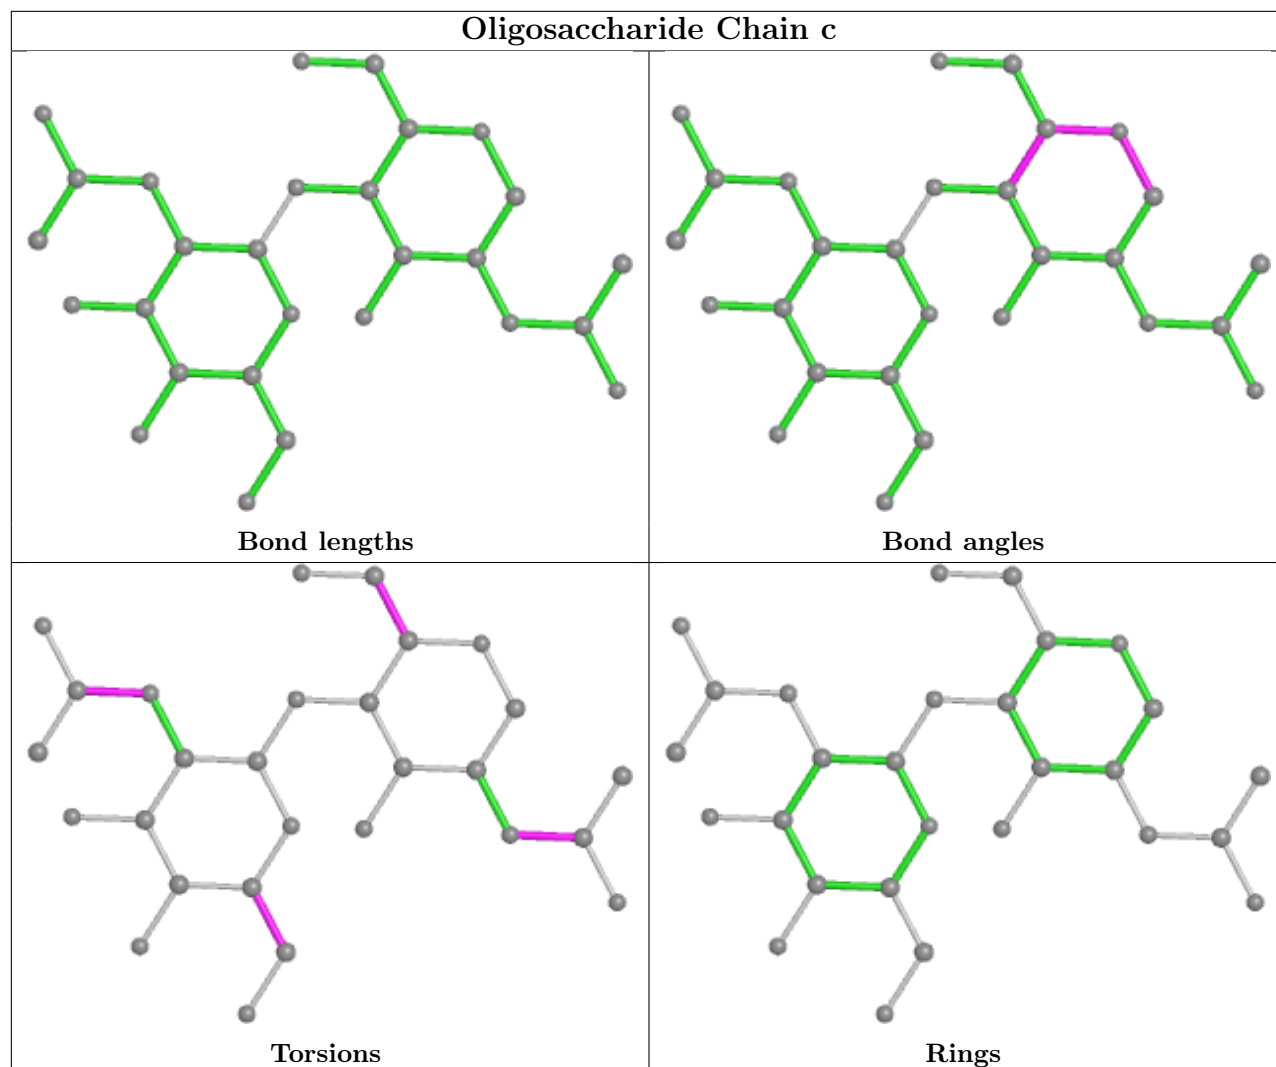 Oligosaccharide Chain c
Bond lengths
Bond angles
Torsions
Rings